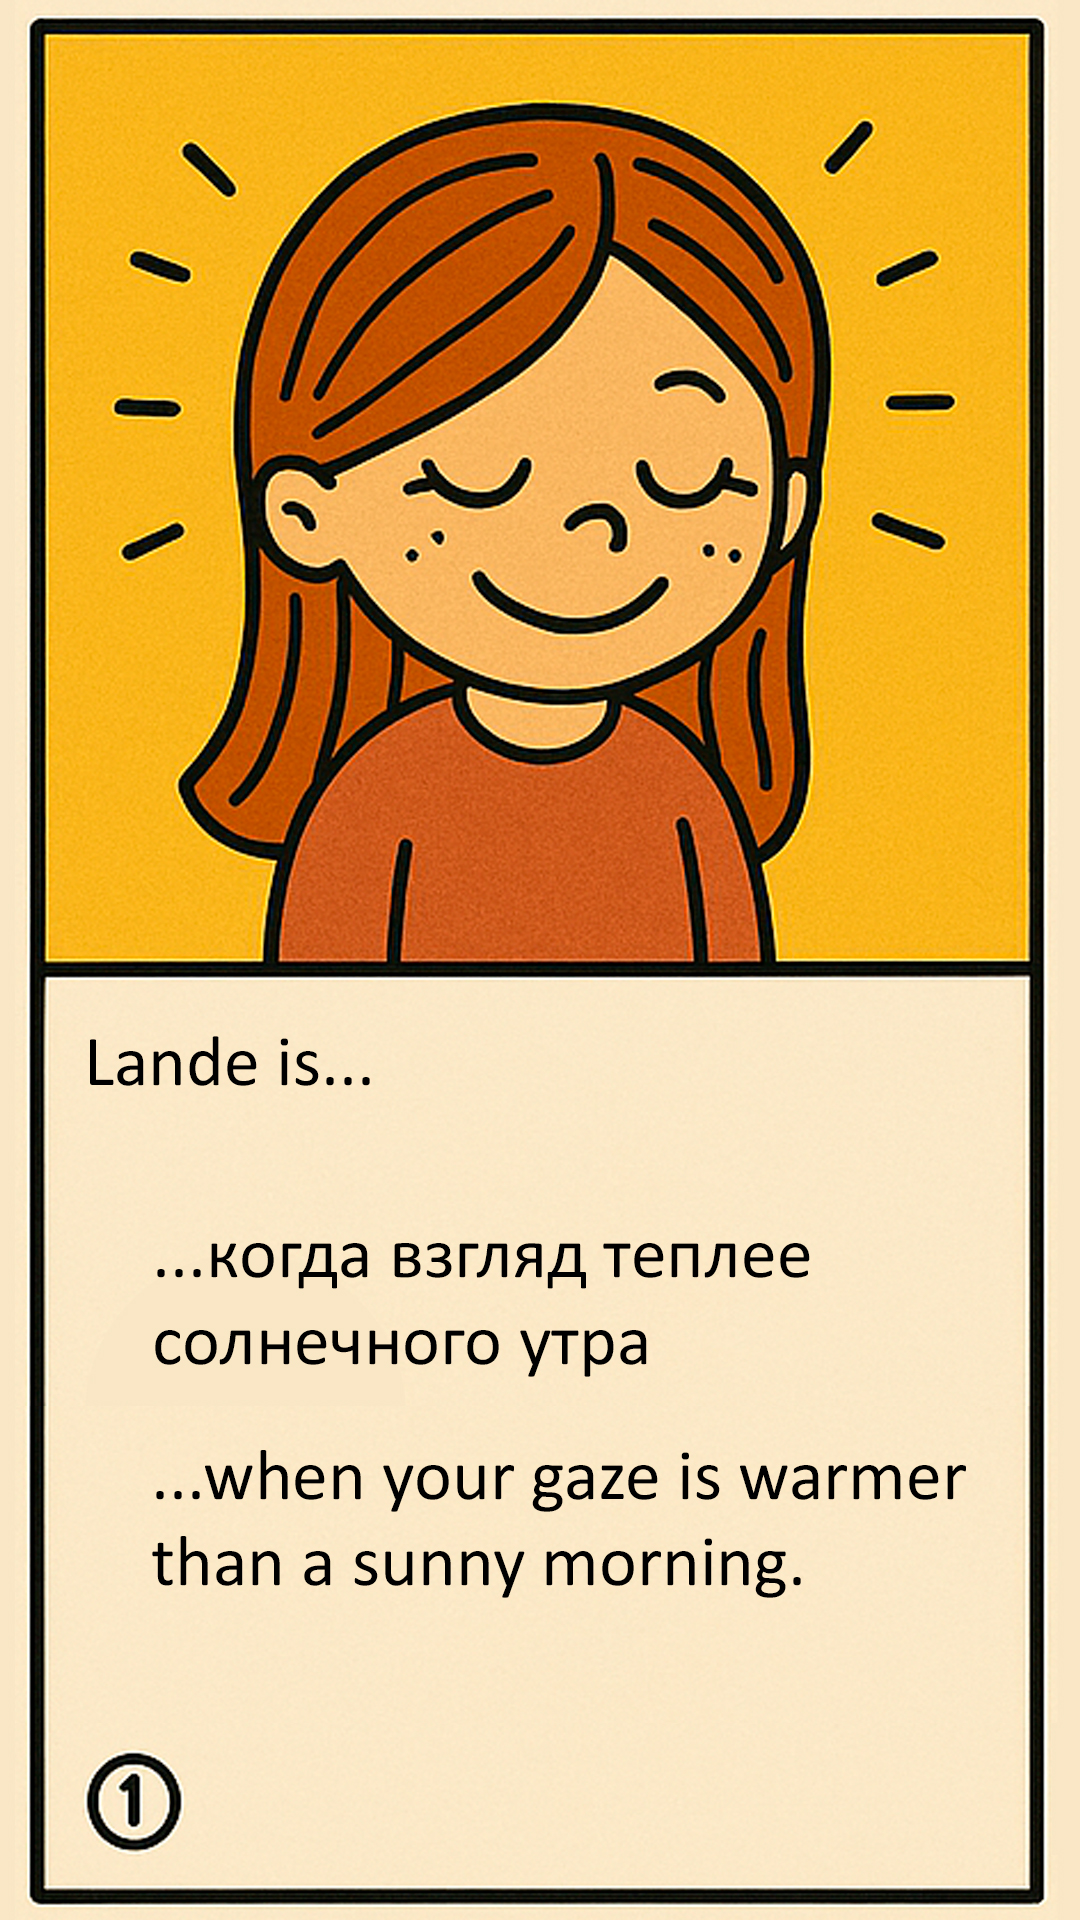 Lande is...
...когда взгляд теплее
солнечного утра
...when your gaze is warmer
than a sunny morning.
1